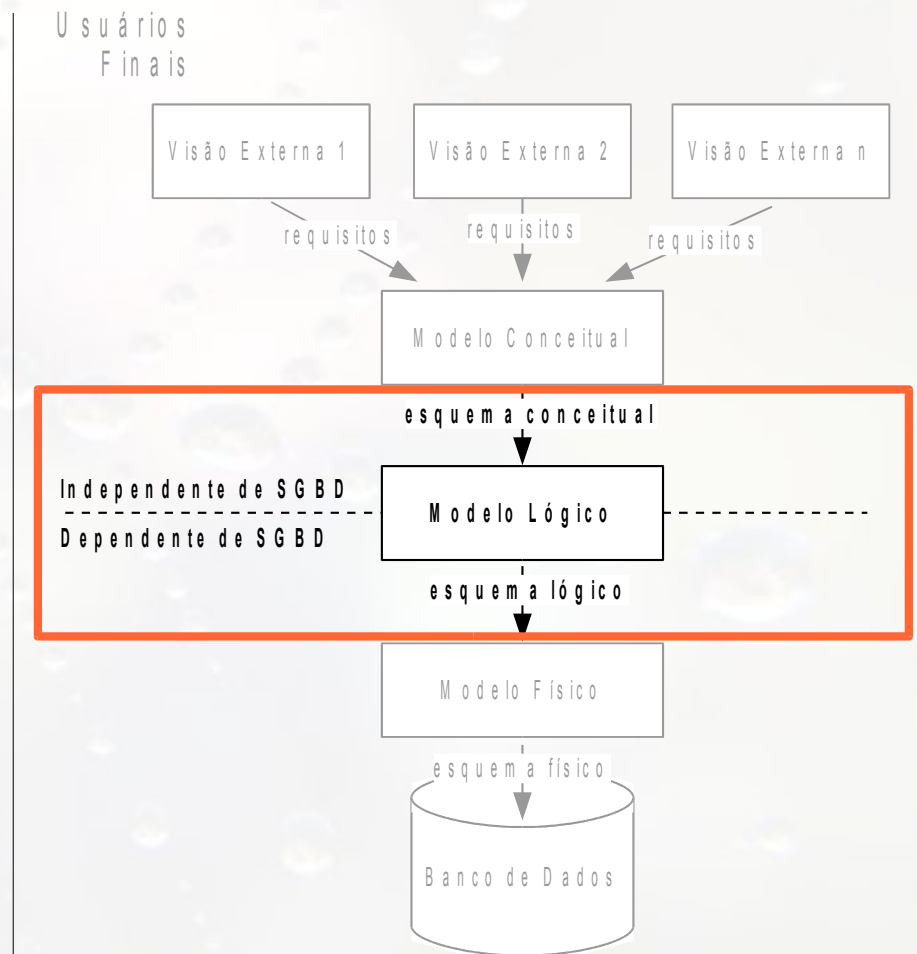 Usuários
Finais
Visão Externa 1
Visão Externa 2
Visão Externa n
requisitos
requisitos
requisitos
Modelo Conceitual
esquema conceitual
Independente de SGBD
Modelo Lógico
Dependente de SGBD
esquema lógico
Modelo Físico
esquema físico
Banco de Dados